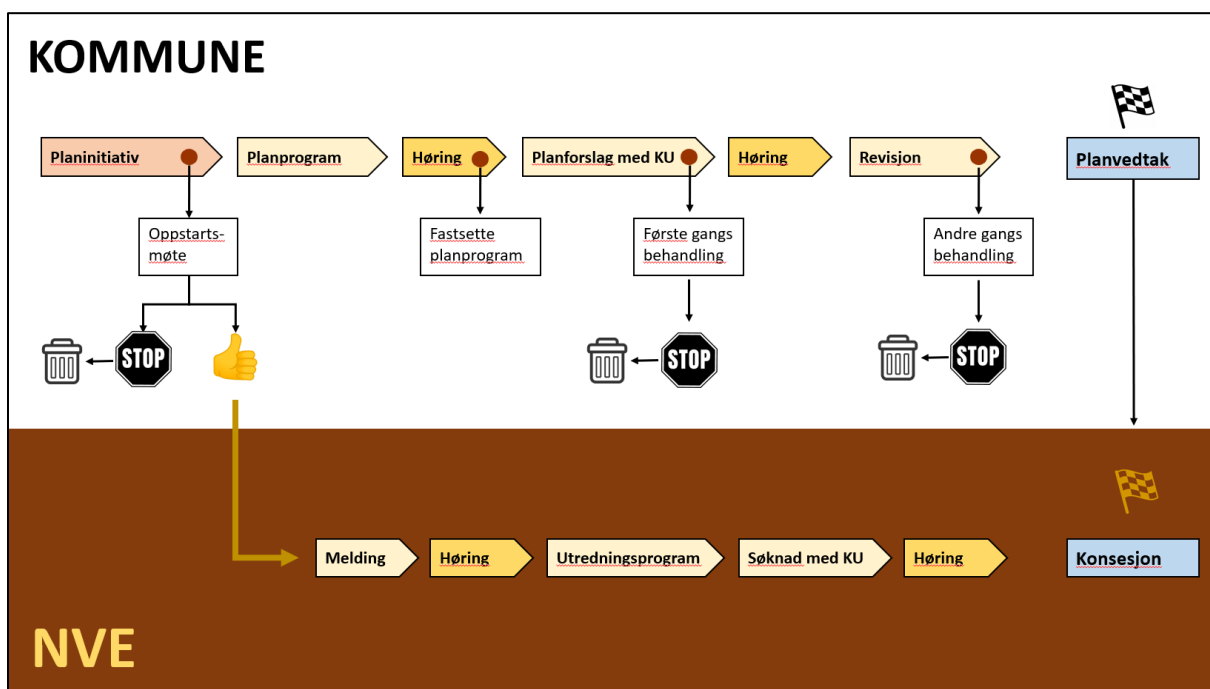 KOMMUNE
Planinitiativ
Planprogram
Høring
Planforslag med KU
Høring
Revisjon
Planvedtak
Oppstarts-
møte
Fastsette
planprogram
Første gangs
behandling
Andre gangs
behandling
STOP
STOP
STOP
Melding
Høring
Utredningsprogram
Søknad med KU
Høring
Konsesjon
NVE